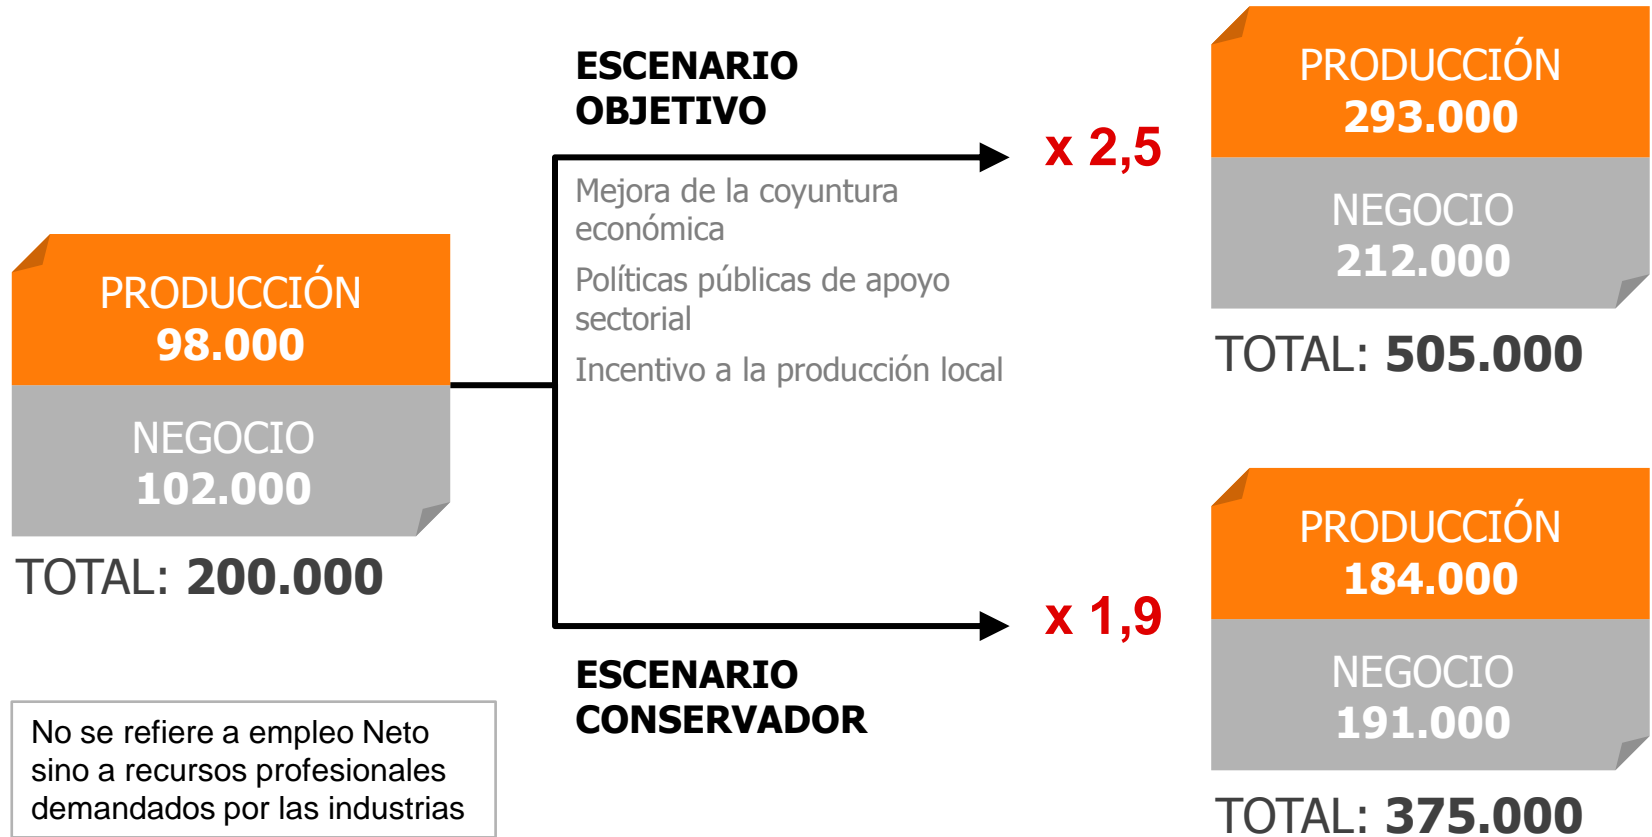 PRODUCCIÓN
98.000
NEGOCIO
102.000
TOTAL: 200.000
No se refiere a empleo Neto
sino a recursos profesionales
demandados por las industrias
ESCENARIO
OBJETIVO
Mejora de la coyuntura
económica
Políticas públicas de apoyo
sectorial
Incentivo a la producción local
x 2,5
PRODUCCIÓN
293.000
NEGOCIO
212.000
TOTAL: 505.000
ESCENARIO
CONSERVADOR
x 1,9
PRODUCCIÓN
184.000
NEGOCIO
191.000
TOTAL: 375.000